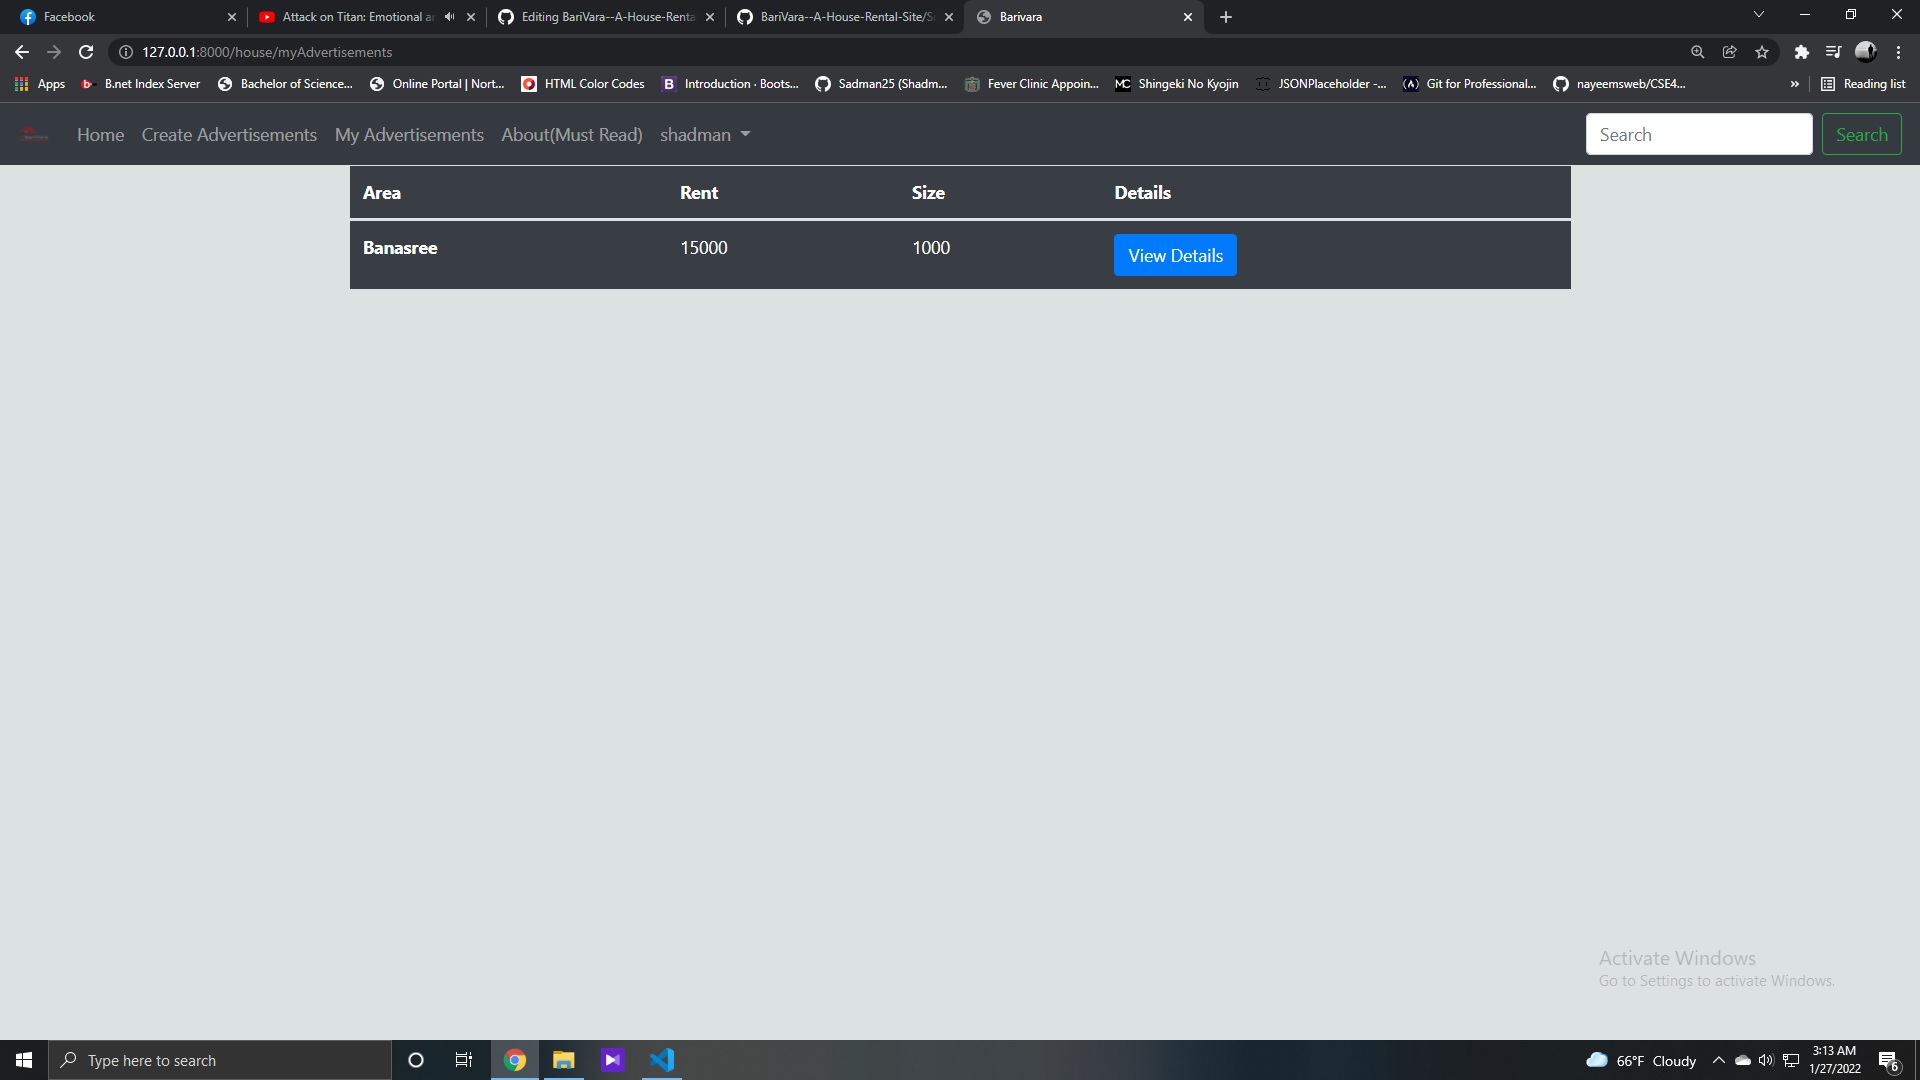 Facebook
Attack on Titan: Emotional a
Editing BariVara--A-House-Renta
BariVara--A-House-Rental-Site/S
Barivara
127.0.0.1:8000/house/myAdvertisements
Apps
B.net Index Server
Bachelor of Science...
Online Portal | Nort...
HTML Color Codes
B Introduction · Boots...
Sadman25 (Shadm...
Fever Clinic Appoin...
MC Shingeki No Kyojin
JSONPlaceholder -...
Git for Professional...
nayeemsweb/CSE4...
»
Reading list
Home Create Advertisements My Advertisements About(Must Read) shadman
Search Search
Area Rent Size Details
Banasree 15000 1000 View Details
Activate Windows
Go to Settings to activate Windows.
Type here to search
66°F Cloudy
3:13 AM
1/27/2022
6